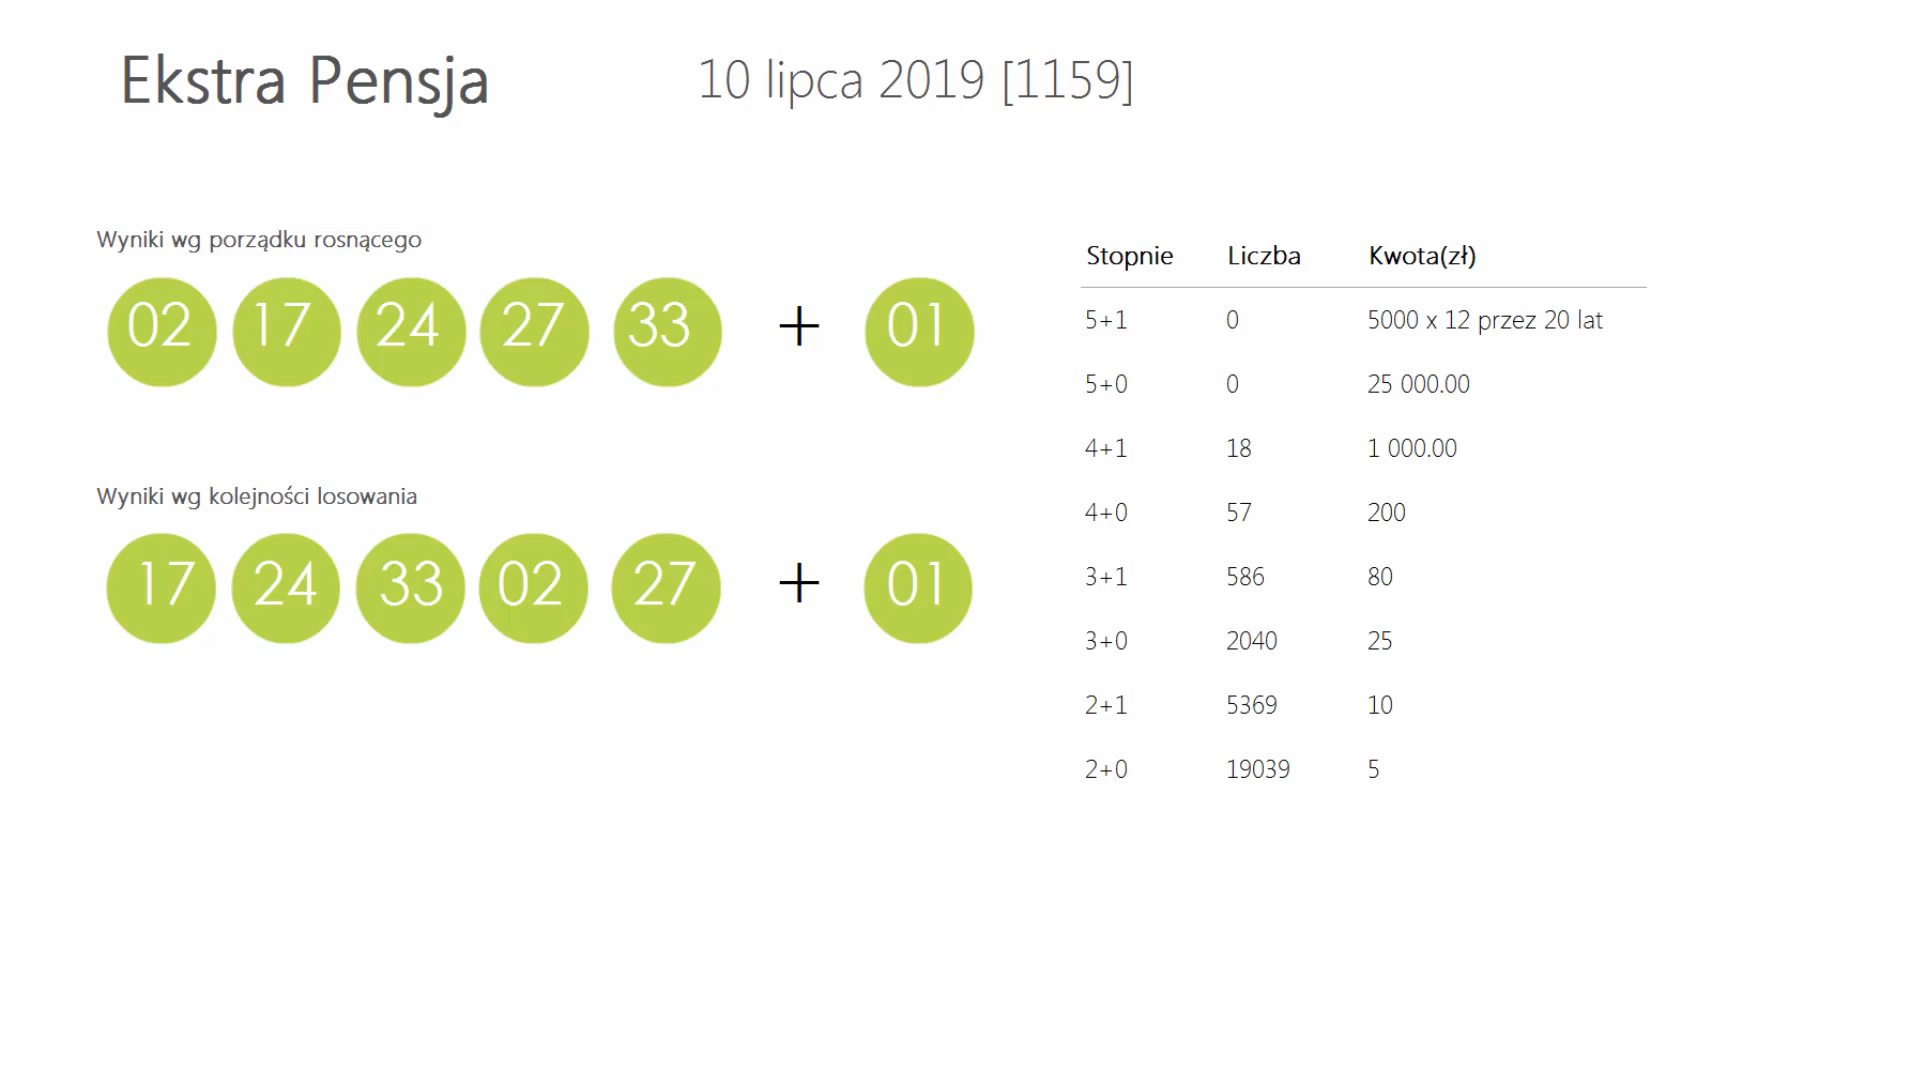 Ekstra Pensja
10 lipca 2019 [1159]
Wyniki wg porządku rosnącego
02 17 24 27 33 + 01
Wyniki wg kolejności losowania
17 24 33 02 27 + 01
Stopnie Liczba Kwota(zł)
5+1 0 5000 x 12 przez 20 lat
5+0 0 25 000.00
4+1 18 1 000.00
4+0 57 200
3+1 586 80
3+0 2040 25
2+1 5369 10
2+0 19039 5